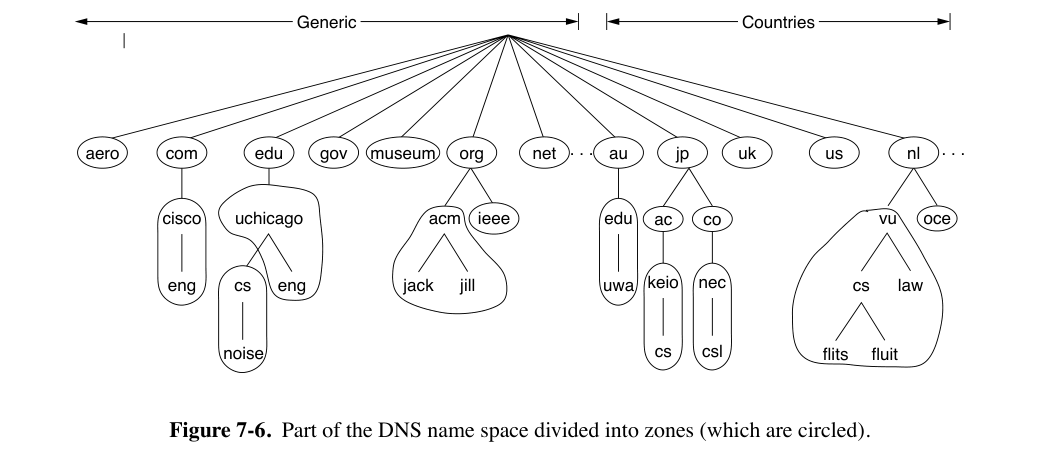 Generic Countries
aero com edu gov museum org net . . . au jp uk us nl . . .
cisco uchicago acm ieee edu ac co vu oce
eng cs eng jack jill uwa keio nec cs law
noise cs csl flits fluit
Figure 7-6. Part of the DNS name space divided into zones (which are circled).